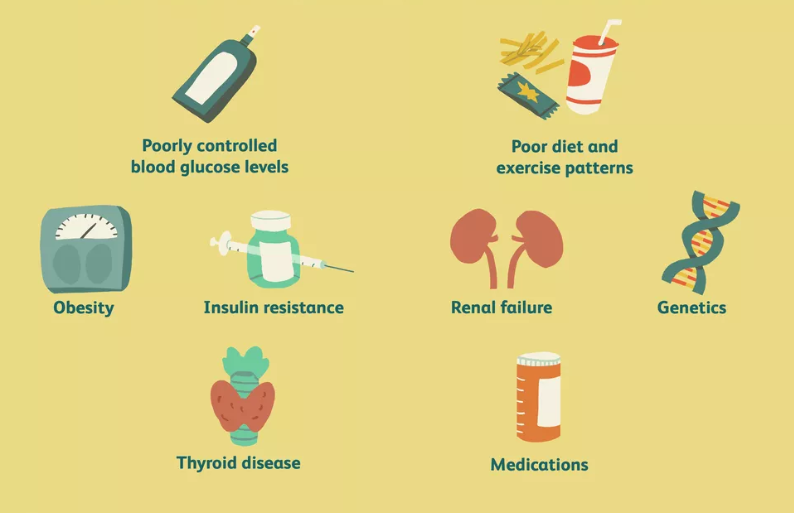 Poorly controlled
blood glucose levels
Poor diet and
exercise patterns
Obesity
Insulin resistance
Renal failure
Genetics
Thyroid disease
Medications